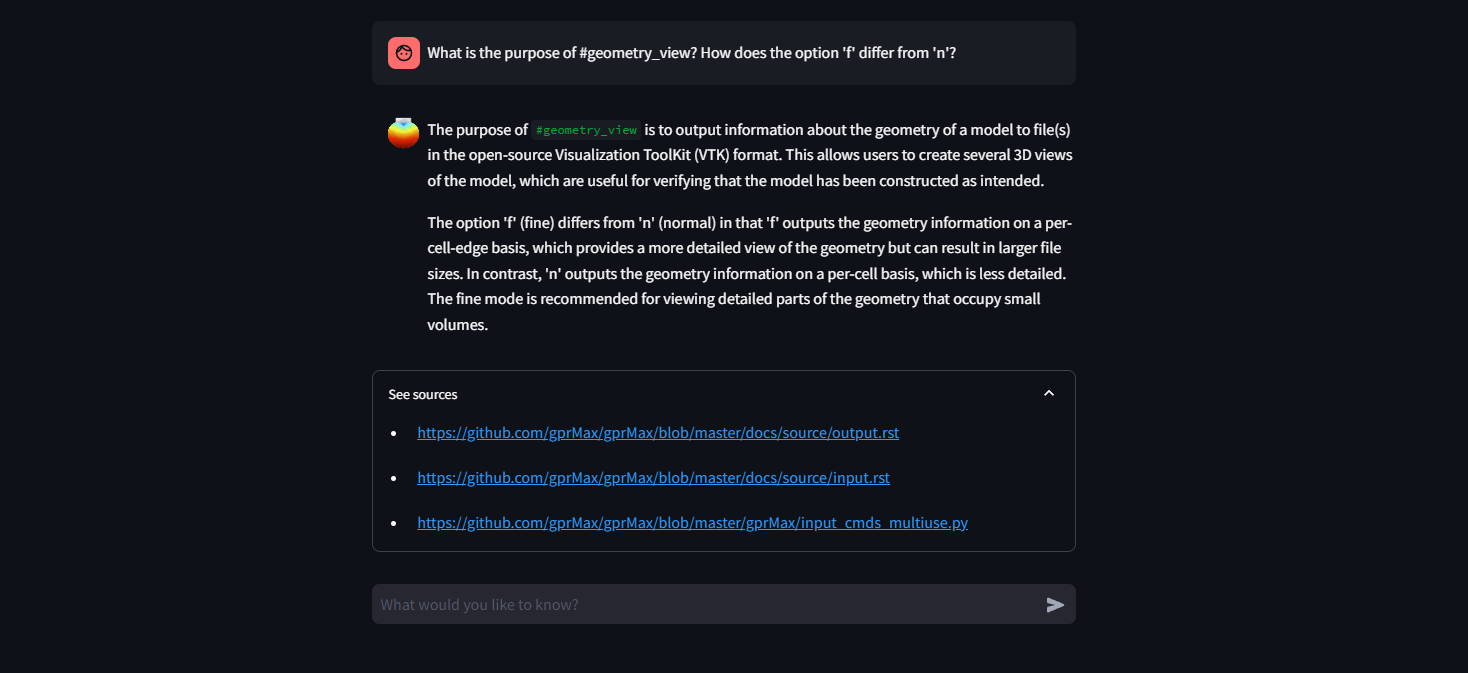 What is the purpose of #geometry_view? How does the option 'f' differ from 'n'?
The purpose of #geometry_view is to output information about the geometry of a model to file(s)
in the open-source Visualization ToolKit (VTK) format. This allows users to create several 3D views
of the model, which are useful for verifying that the model has been constructed as intended.
The option 'f' (fine) differs from 'n' (normal) in that 'f' outputs the geometry information on a per-
cell-edge basis, which provides a more detailed view of the geometry but can result in larger file
sizes. In contrast, 'n' outputs the geometry information on a per-cell basis, which is less detailed.
The fine mode is recommended for viewing detailed parts of the geometry that occupy small
volumes.
See sources
https://github.com/gprMax/gprMax/blob/master/docs/source/output.rst
https://github.com/gprMax/gprMax/blob/master/docs/source/input.rst
https://github.com/gprMax/gprMax/blob/master/gprMax/input_cmds_multiuse.py
What would you like to know?